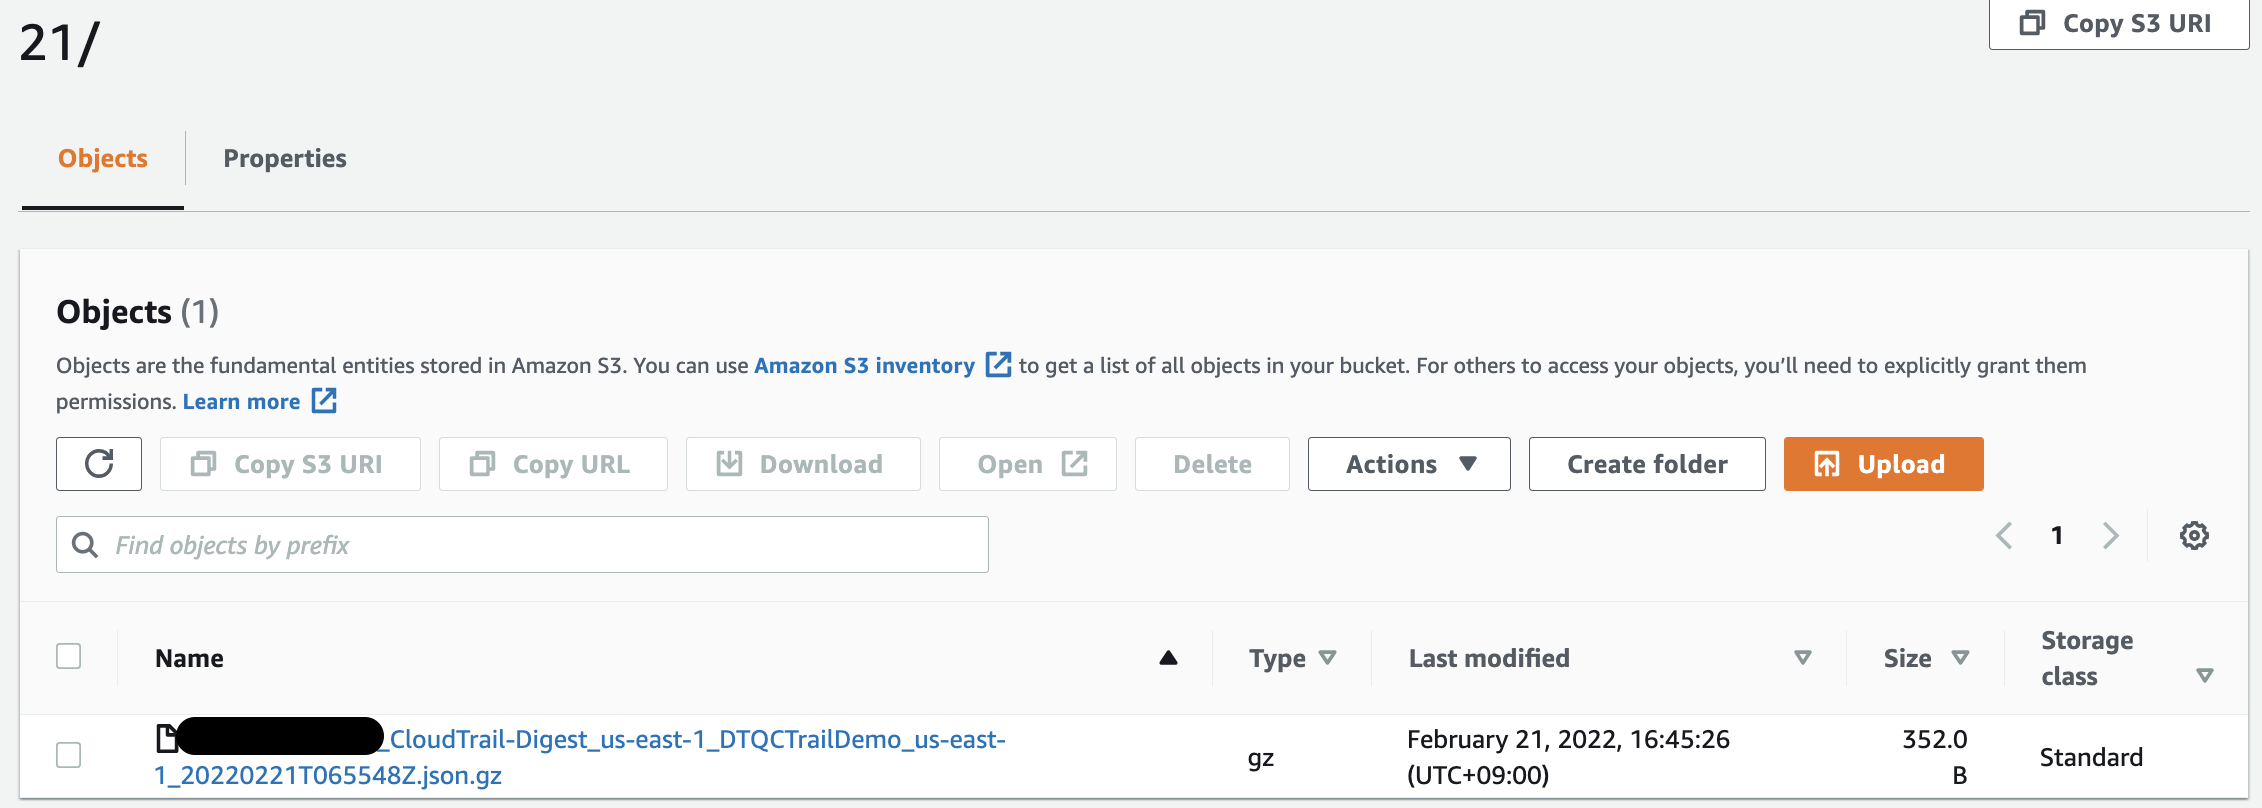 21/
Copy S3 URI
Objects
Properties
Objects (1)
Objects are the fundamental entities stored in Amazon S3. You can use Amazon S3 inventory to get a list of all objects in your bucket. For others to access your objects, you’ll need to explicitly grant them
permissions. Learn more
Copy S3 URI
Copy URL
Download
Open
Delete
Actions
Create folder
Upload
Find objects by prefix
1
Name
Type
Last modified
Size
Storage
class
_CloudTrail-Digest_us-east-1_DTQCTrailDemo_us-east-
1_20220221T065548Z.json.gz
gz
February 21, 2022, 16:45:26
(UTC+09:00)
352.0
B
Standard